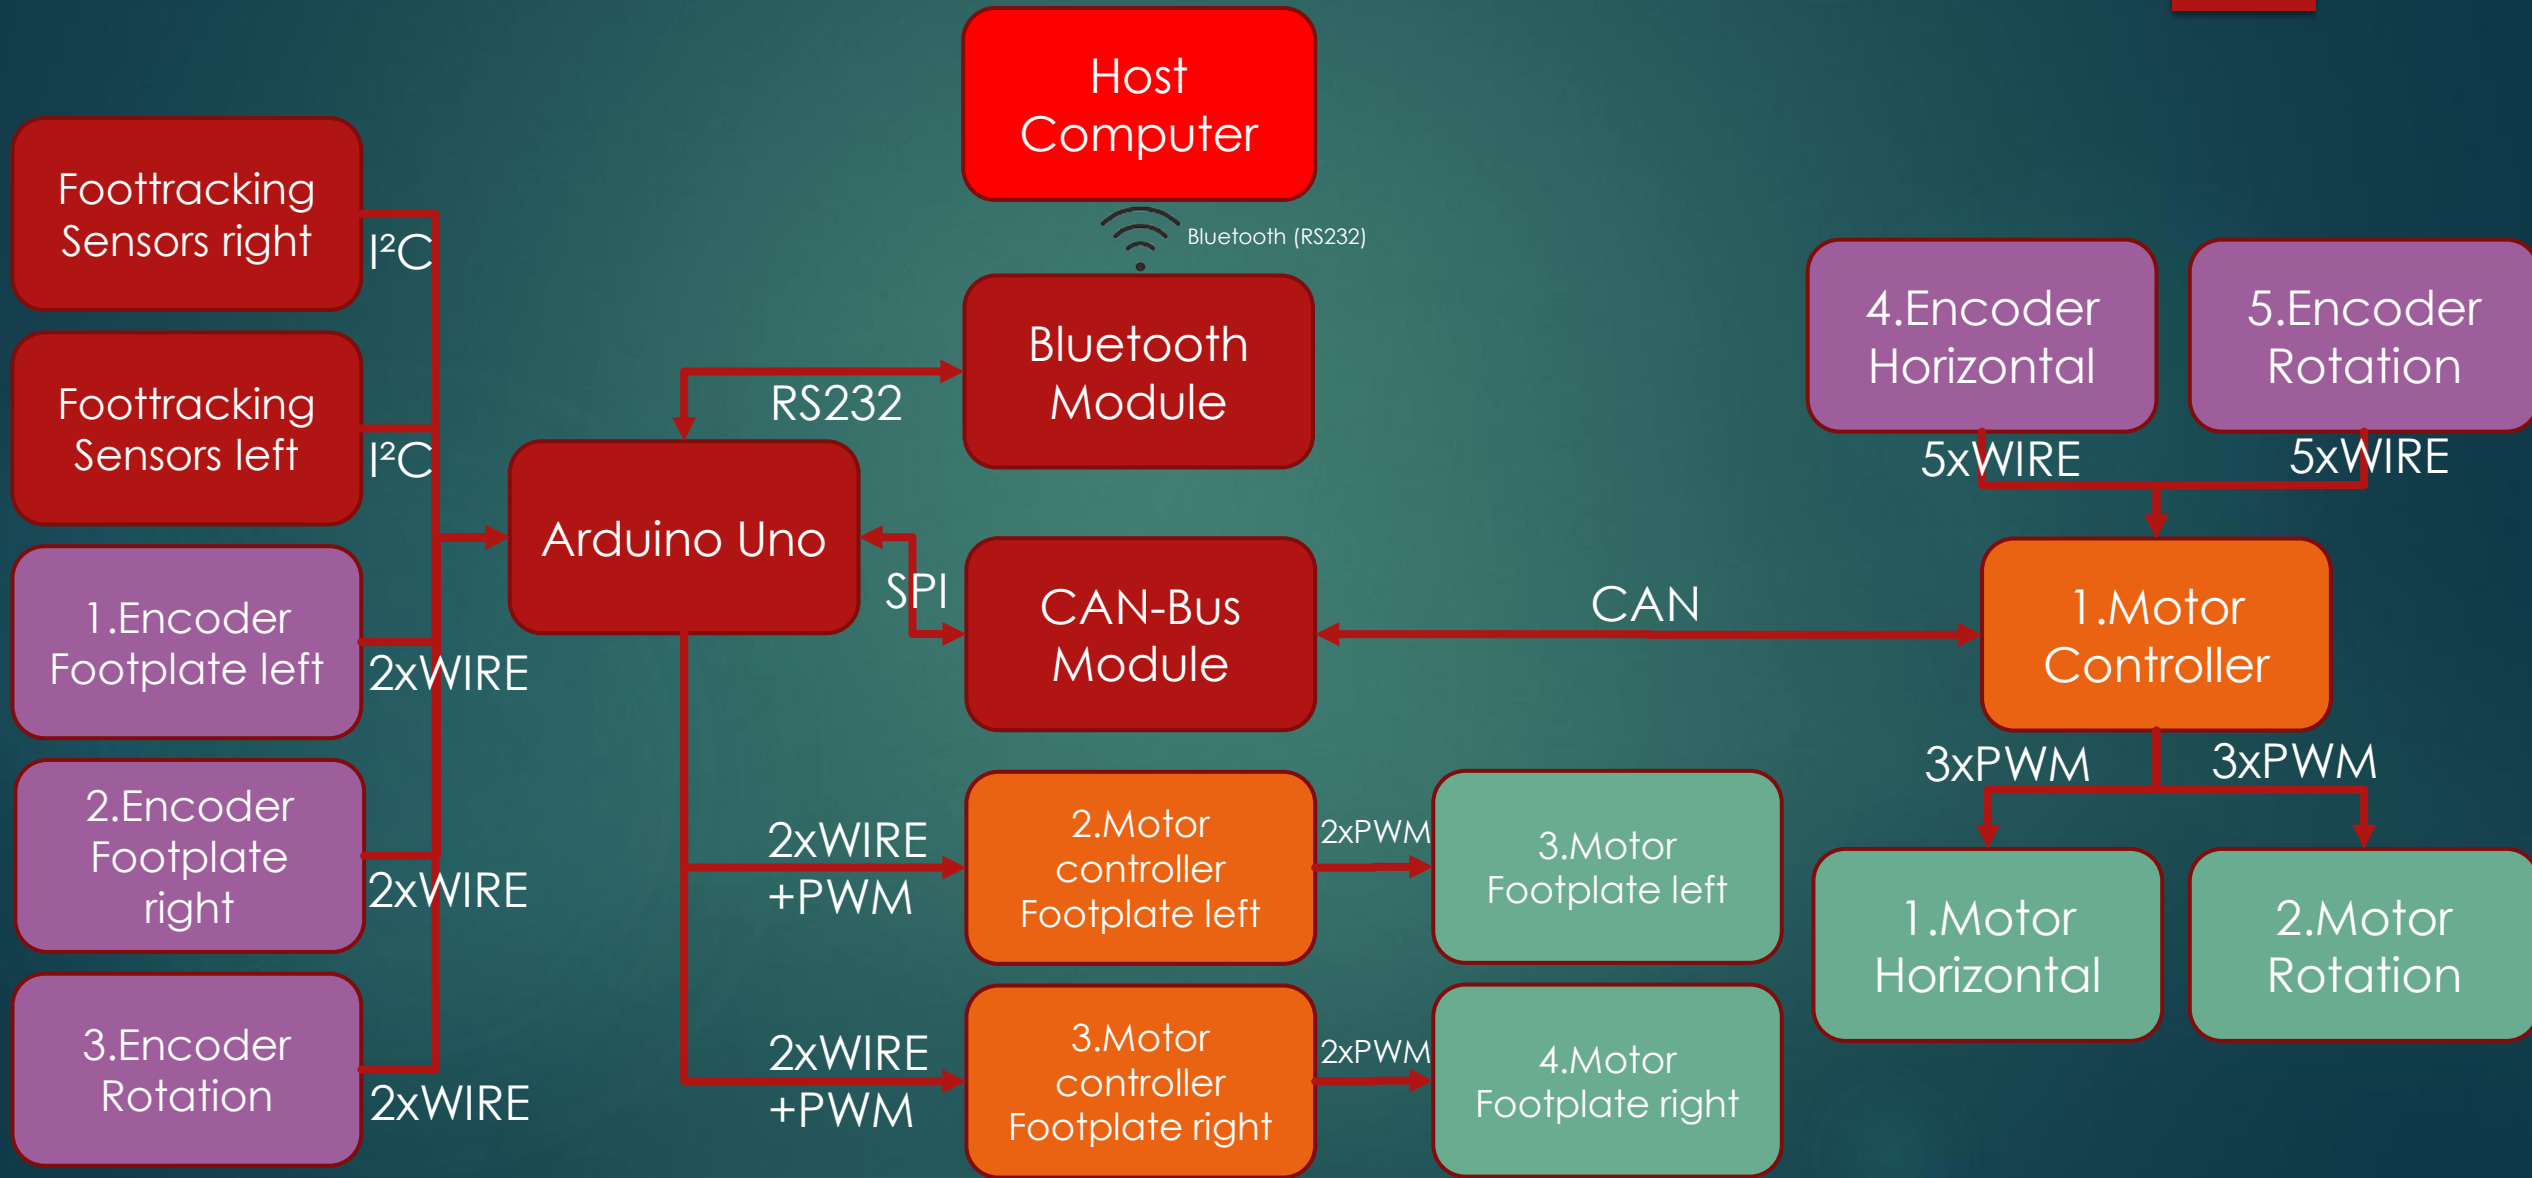 Host
Computer
Bluetooth (RS232)
Foottracking
Sensors right
I²C
Foottracking
Sensors left
I²C
1.Encoder
Footplate left
2xWIRE
2.Encoder
Footplate
right
2xWIRE
3.Encoder
Rotation
2xWIRE
Arduino Uno
RS232
Bluetooth
Module
SPI
CAN-Bus
Module
CAN
2xWIRE
+PWM
2.Motor
controller
Footplate left
2xPWM
3.Motor
Footplate left
2xWIRE
+PWM
3.Motor
controller
Footplate right
2xPWM
4.Motor
Footplate right
4.Encoder
Horizontal
5xWIRE
5.Encoder
Rotation
5xWIRE
1.Motor
Controller
3xPWM
3xPWM
1.Motor
Horizontal
2.Motor
Rotation